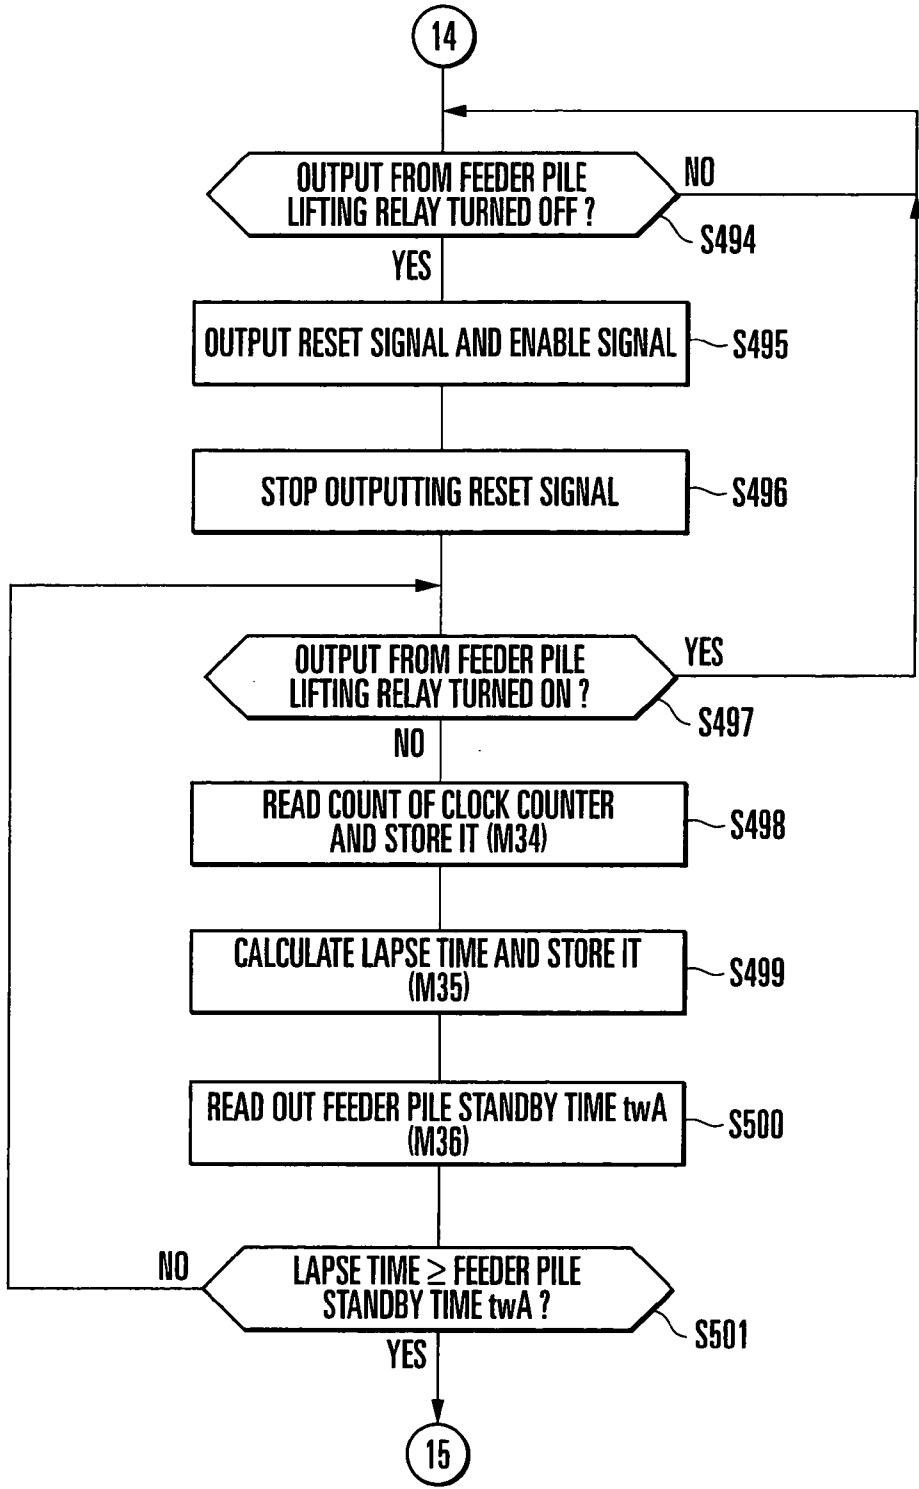 14
OUTPUT FROM FEEDER PILE
LIFTING RELAY TURNED OFF ?
NO
S494
YES
OUTPUT RESET SIGNAL AND ENABLE SIGNAL
S495
STOP OUTPUTTING RESET SIGNAL
S496
OUTPUT FROM FEEDER PILE
LIFTING RELAY TURNED ON ?
YES
S497
NO
READ COUNT OF CLOCK COUNTER
AND STORE IT (M34)
S498
CALCULATE LAPSE TIME AND STORE IT
(M35)
S499
READ OUT FEEDER PILE STANDBY TIME twA
(M36)
S500
NO
LAPSE TIME ≥ FEEDER PILE
STANDBY TIME twA ?
S501
YES
15